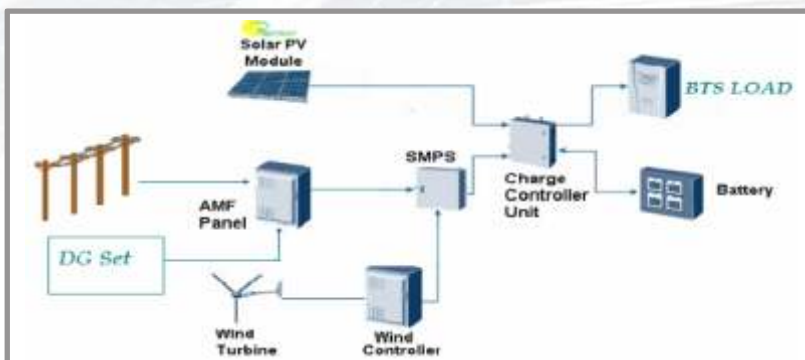 Solar PV
Module
BTS LOAD
SMPS
AMF
Panel
Charge
Controller
Unit
Battery
DG Set
Wind
Turbine
Wind
Controller